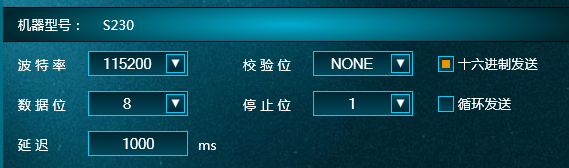 机器型号： S230
波特率 115200 校验位 NONE 十六进制发送
数据位 8 停止位 1 循环发送
延迟 1000 ms